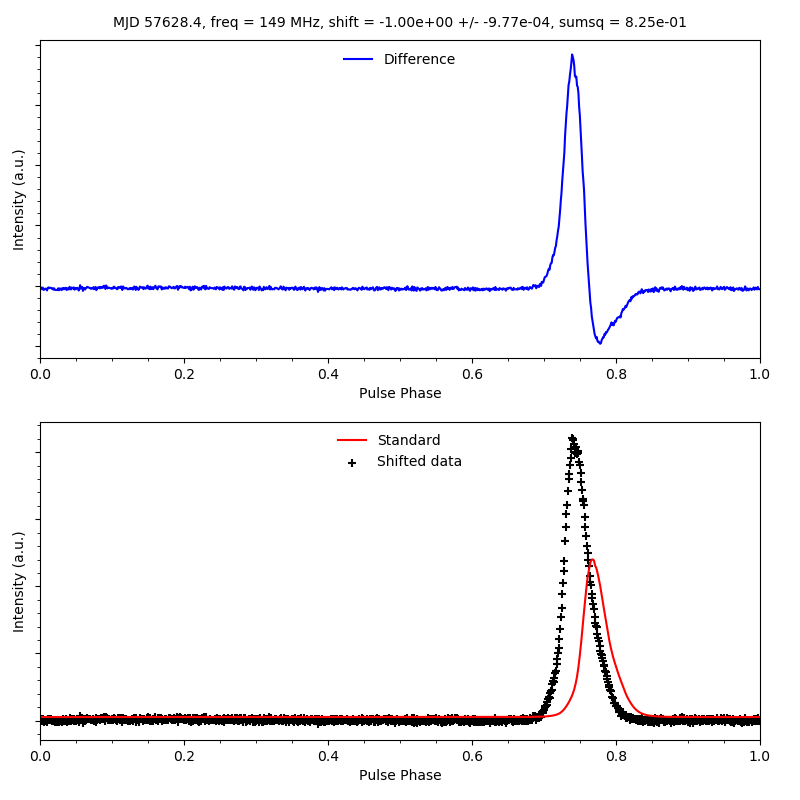 MJD 57628.4, freq = 149 MHz, shift = -1.00e+00 +/- -9.77e-04, sumsq = 8.25e-01
Difference
Intensity (a.u.)
0.0 0.2 0.4 0.6 0.8 1.0
Pulse Phase
Standard
Shifted data
Intensity (a.u.)
0.0 0.2 0.4 0.6 0.8 1.0
Pulse Phase